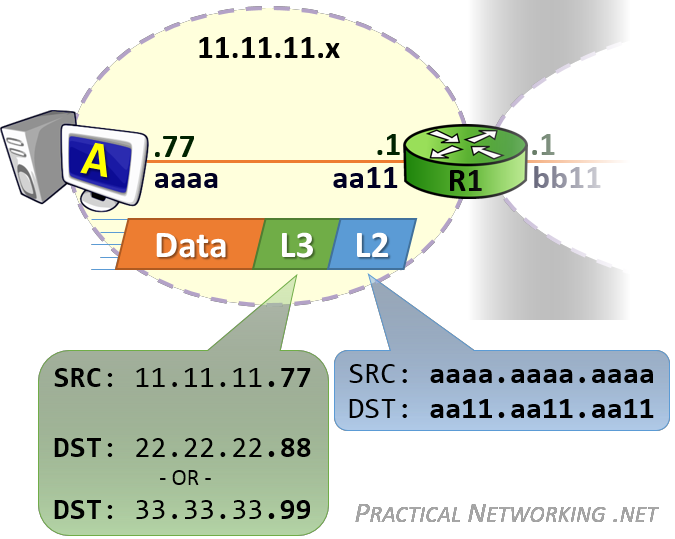 11.11.11.x
A
.77
.1
.1
aaaa
aa11
R1
bb11
Data
L3
L2
SRC: 11.11.11.77
DST: 22.22.22.88
- OR -
DST: 33.33.33.99
SRC: aaaa.aaaa.aaaa
DST: aa11.aa11.aa11
PRACTICAL NETWORKING .NET